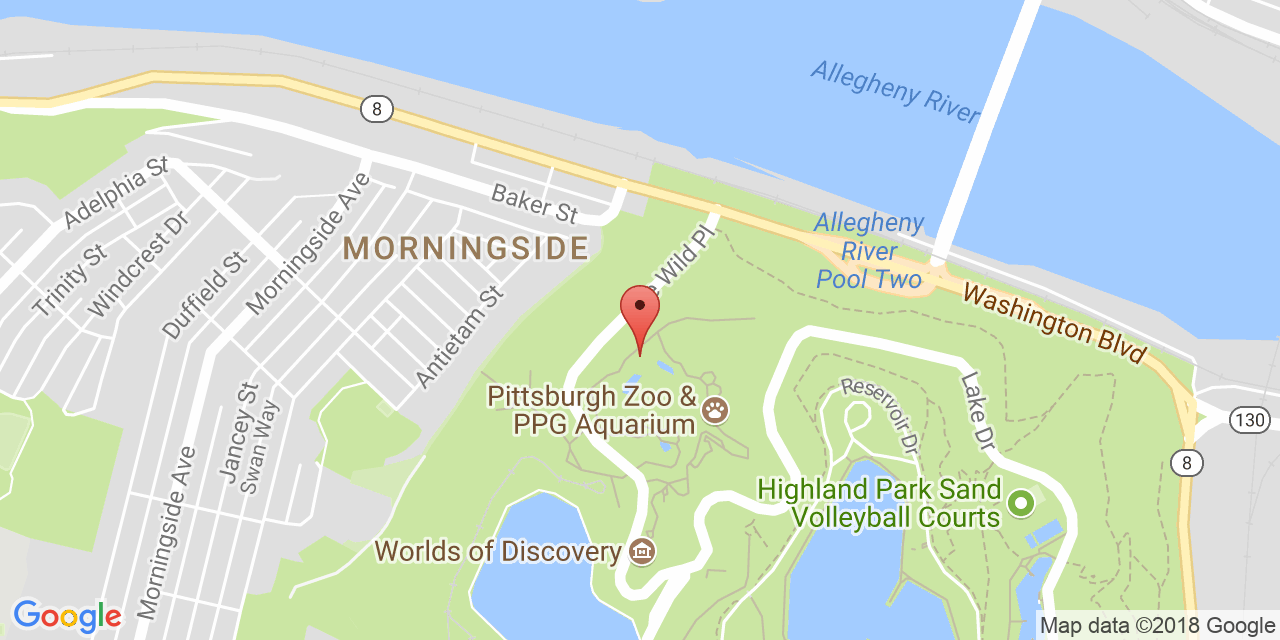 Allegheny River
8
Adelphia St
Baker St
Morningside Ave
Windcrest Dr
Trinity St
Duffield St
MORNINGSIDE
Wild Pl
Allegheny
River
Pool Two
Washington Blvd
Antietam St
Pittsburgh Zoo &
PPG Aquarium
Reservoir Dr
Lake Dr
130
Jancey St
Swan Way
8
Morningside Ave
Highland Park Sand
Volleyball Courts
Worlds of Discovery
Google
Map data ©2018 Google